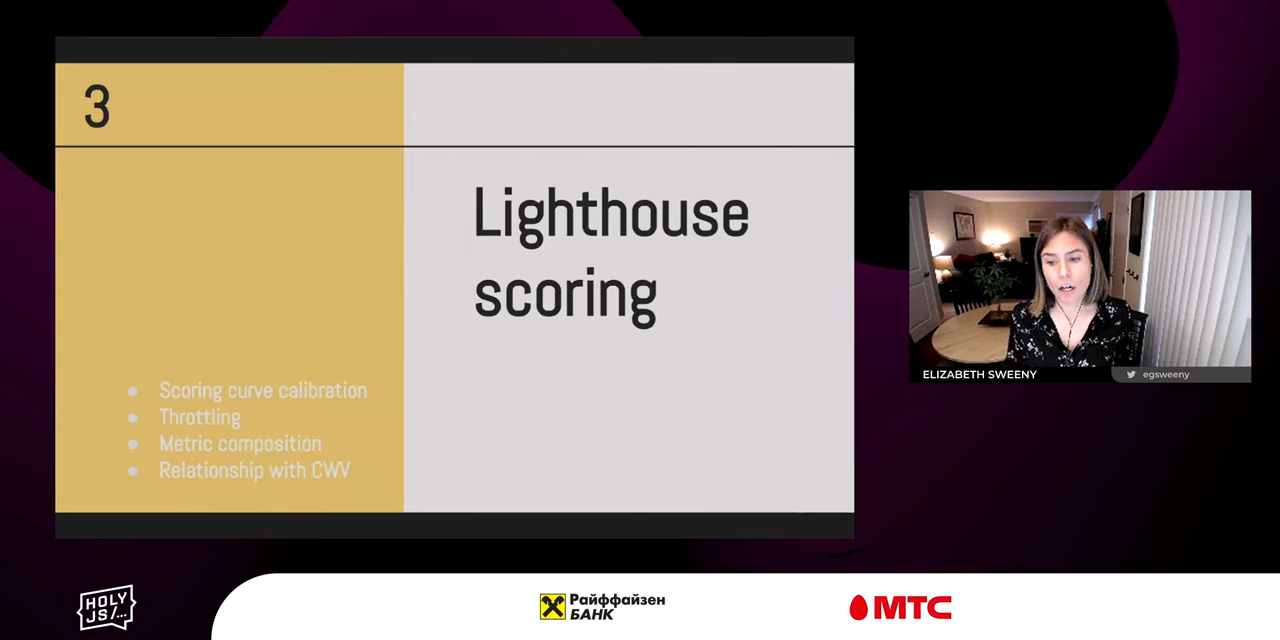 3
Lighthouse
scoring
● Scoring curve calibration
● Throttling
● Metric composition
● Relationship with CWV
ELIZABETH SWEENY
egsweeny
HOLY
JS/...
Райффайзен
БАНК
МТС